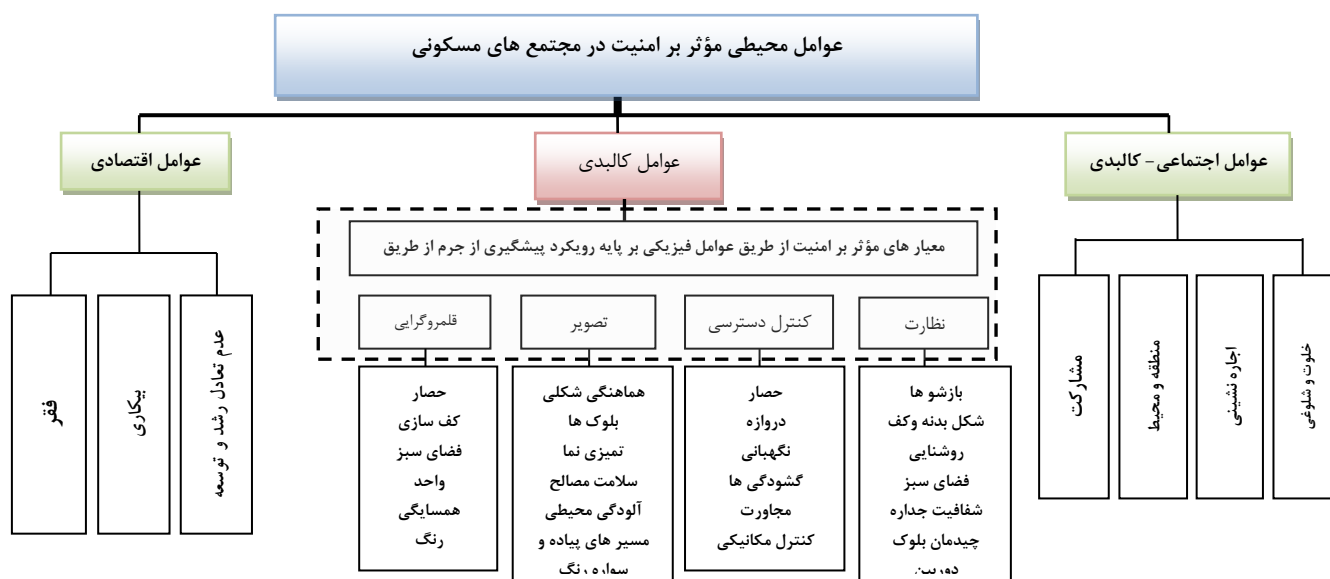 عوامل محیطی مؤثر بر امنیت در مجتمع های مسکونی
عوامل اجتماعی - کالبدی
عوامل کالبدی
عوامل اقتصادی
خلوت و شلوغی
اجاره نشینی
منطقه و محیط
مشارکت
معیار های مؤثر بر امنیت از طریق عوامل فیزیکی بر پایه رویکرد پیشگیری از جرم از طریق
نظارت
بازشو ها
شکل بدنه وکف
روشنایی
فضای سبز
شفافیت جداره
چیدمان بلوک
دوربین
کنترل دسترسی
حصار
دروازه
نگهبانی
گشودگی ها
مجاورت
کنترل مکانیکی
تصویر
هماهنگی شکلی
بلوک ها
تمیزی نما
سلامت مصالح
آلودگی محیطی
مسیر های پیاده و
سواره رنگ
قلمروگرایی
حصار
کف سازی
فضای سبز
واحد
همسایگی
رنگ
عدم تعادل رشد و توسعه
بیکاری
فقر